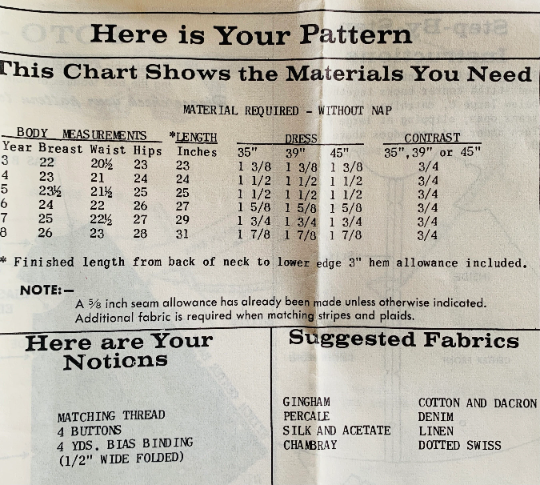 Here is Your Pattern
This Chart Shows the Materials You Need
MATERIAL REQUIRED - WITHOUT NAP
BODY MEASUREMENTS *LENGTH DRESS CONTRAST
Year Breast Waist Hips Inches 35" 39" 45" 35",39" or 45"
3 22 20½ 23 23 1 3/8 1 3/8 1 3/8 3/4
4 23 21 24 24 1 1/2 1 1/2 1 1/2 3/4
5 23½ 21½ 25 25 1 1/2 1 1/2 1 1/2 3/4
6 24 22 26 27 1 5/8 1 5/8 1 5/8 3/4
7 25 22½ 27 29 1 3/4 1 3/4 1 3/4 3/4
8 26 23 28 31 1 7/8 1 7/8 1 7/8 3/4
* Finished length from back of neck to lower edge 3" hem allowance included.
NOTE:—
A ⅝ inch seam allowance has already been made unless otherwise indicated.
Additional fabric is required when matching stripes and plaids.
Here are Your
Notions
MATCHING THREAD
4 BUTTONS
4 YDS. BIAS BINDING
(1/2" WIDE FOLDED)
Suggested Fabrics
GINGHAM COTTON AND DACRON
PERCALE DENIM
SILK AND ACETATE LINEN
CHAMBRAY DOTTED SWISS